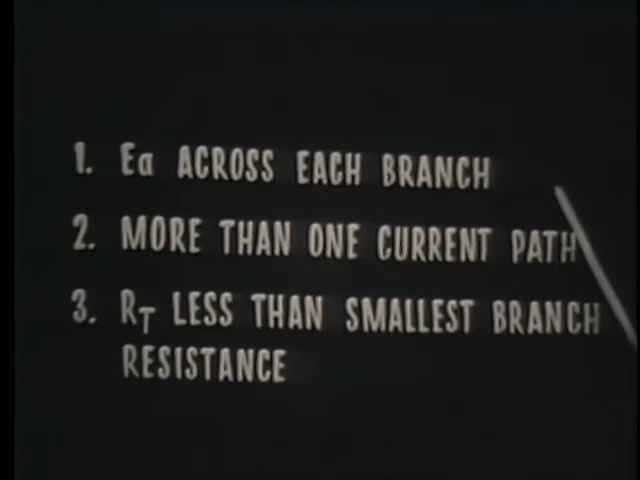 1. Ea ACROSS EACH BRANCH
2. MORE THAN ONE CURRENT PATH
3. RT LESS THAN SMALLEST BRANCH
RESISTANCE